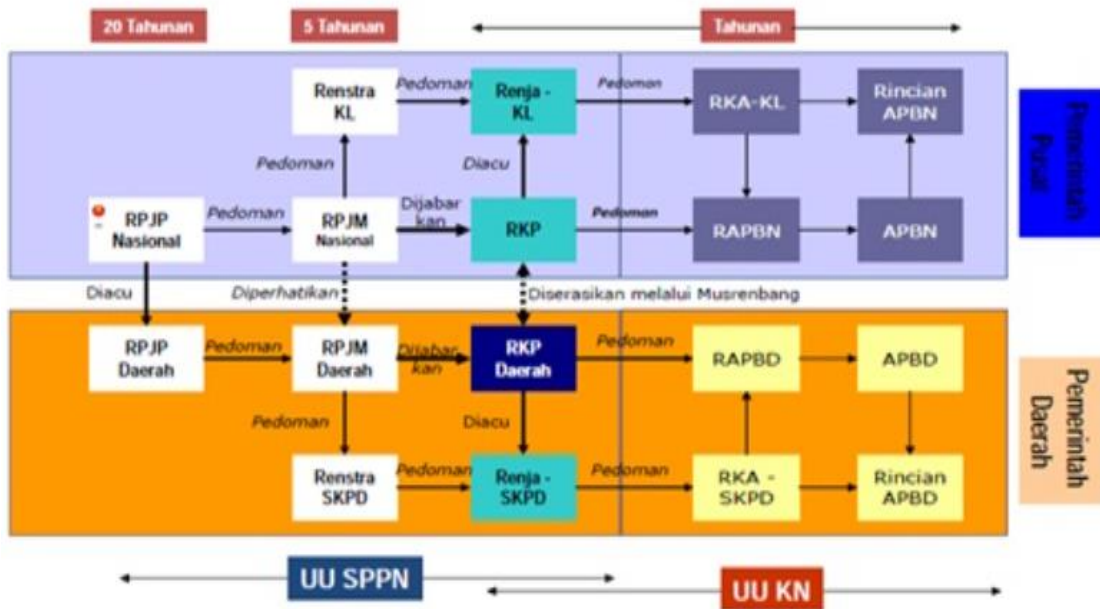 20 Tahunan
5 Tahunan
Tahunan
Renstra
KL
Pedoman
Renja -
KL
Pedoman
RKA-KL
Rincian
APBN
Pemerintah
Pusat
Pedoman
Diacu
RPJP
Nasional
Pedoman
RPJM
Nasional
Dijabar
kan
RKP
Pedoman
RAPBN
APBN
Diacu
Diperhatikan
Diserasikan melalui Musrenbang
RPJP
Daerah
Pedoman
RPJM
Daerah
Dijabar
kan
RKP
Daerah
Pedoman
RAPBD
APBD
Pemerintah
Daerah
Pedoman
Diacu
Renstra
SKPD
Pedoman
Renja -
SKPD
Pedoman
RKA -
SKPD
Rincian
APBD
UU SPPN
UU KN